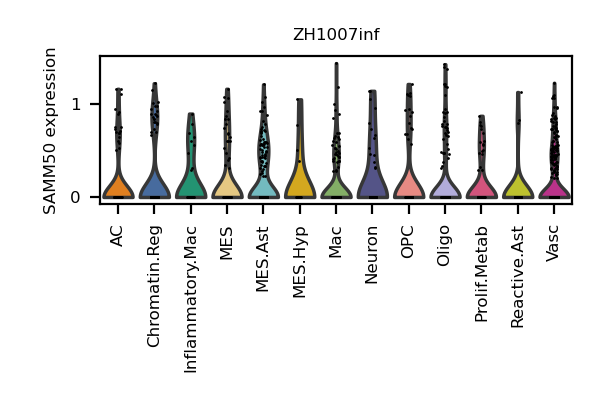 ZH1007inf
SAMM50 expression
1
0
AC
Chromatin.Reg
Inflammatory.Mac
MES
MES.Ast
MES.Hyp
Mac
Neuron
OPC
Oligo
Prolif.Metab
Reactive.Ast
Vasc